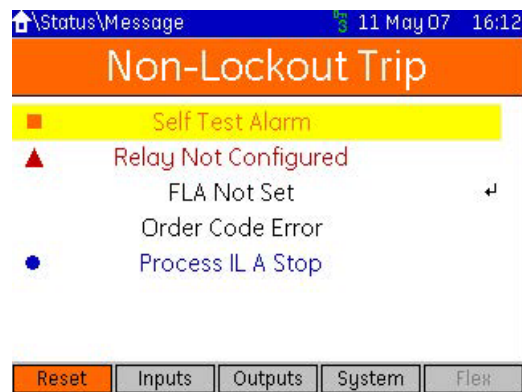 \Status\Message 3 11 May 07 16:12
Non-Lockout Trip
Self Test Alarm
Relay Not Configured
FLA Not Set
Order Code Error
Process IL A Stop
Reset Inputs Outputs System Flex